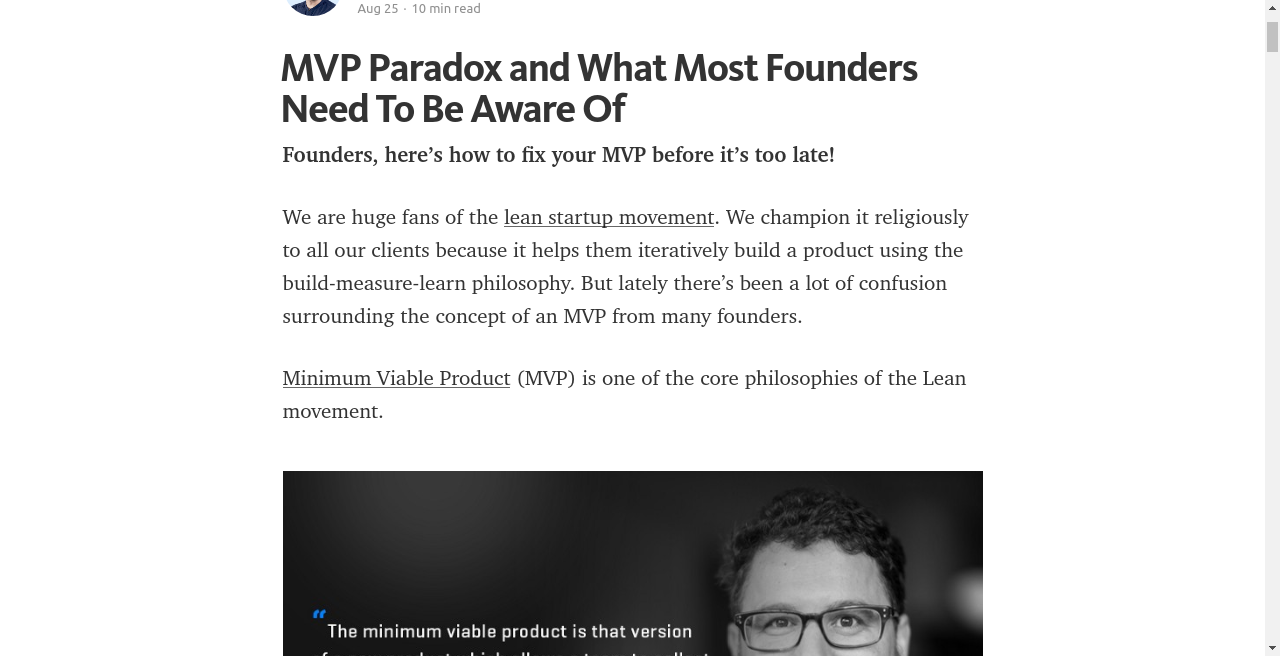 Aug 25 · 10 min read
MVP Paradox and What Most Founders
Need To Be Aware Of
Founders, here’s how to fix your MVP before it’s too late!
We are huge fans of the lean startup movement. We champion it religiously
to all our clients because it helps them iteratively build a product using the
build-measure-learn philosophy. But lately there’s been a lot of confusion
surrounding the concept of an MVP from many founders.
Minimum Viable Product (MVP) is one of the core philosophies of the Lean
movement.
“
The minimum viable product is that version